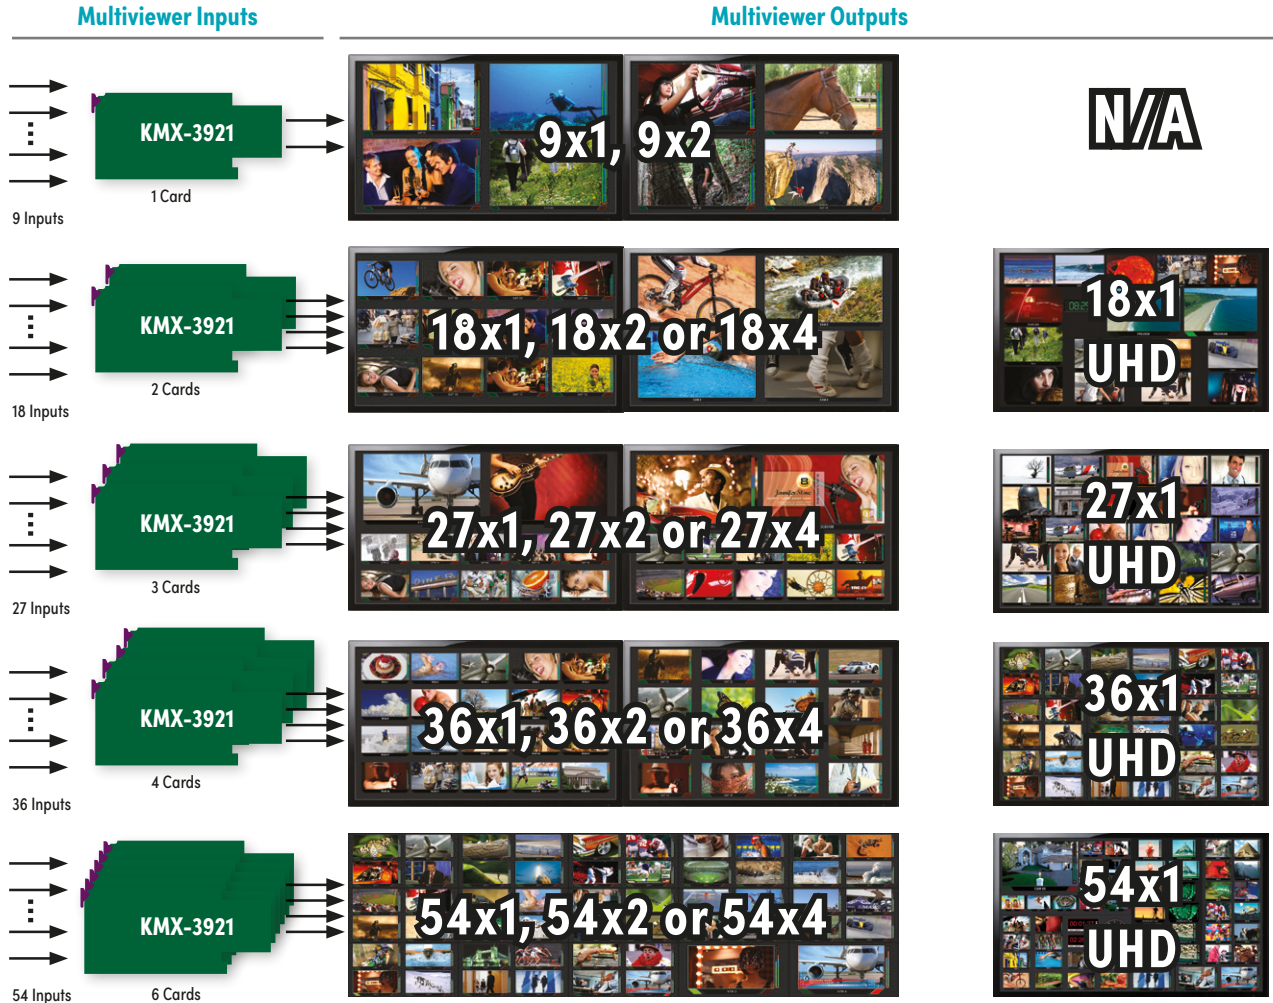 Multiviewer Inputs
Multiviewer Outputs
KMX-3921
1 Card
9 Inputs
9x1, 9x2
N/A
KMX-3921
2 Cards
18 Inputs
18x1, 18x2 or 18x4
18x1
UHD
KMX-3921
3 Cards
27 Inputs
27x1, 27x2 or 27x4
27x1
UHD
KMX-3921
4 Cards
36 Inputs
36x1, 36x2 or 36x4
36x1
UHD
KMX-3921
6 Cards
54 Inputs
54x1, 54x2 or 54x4
54x1
UHD